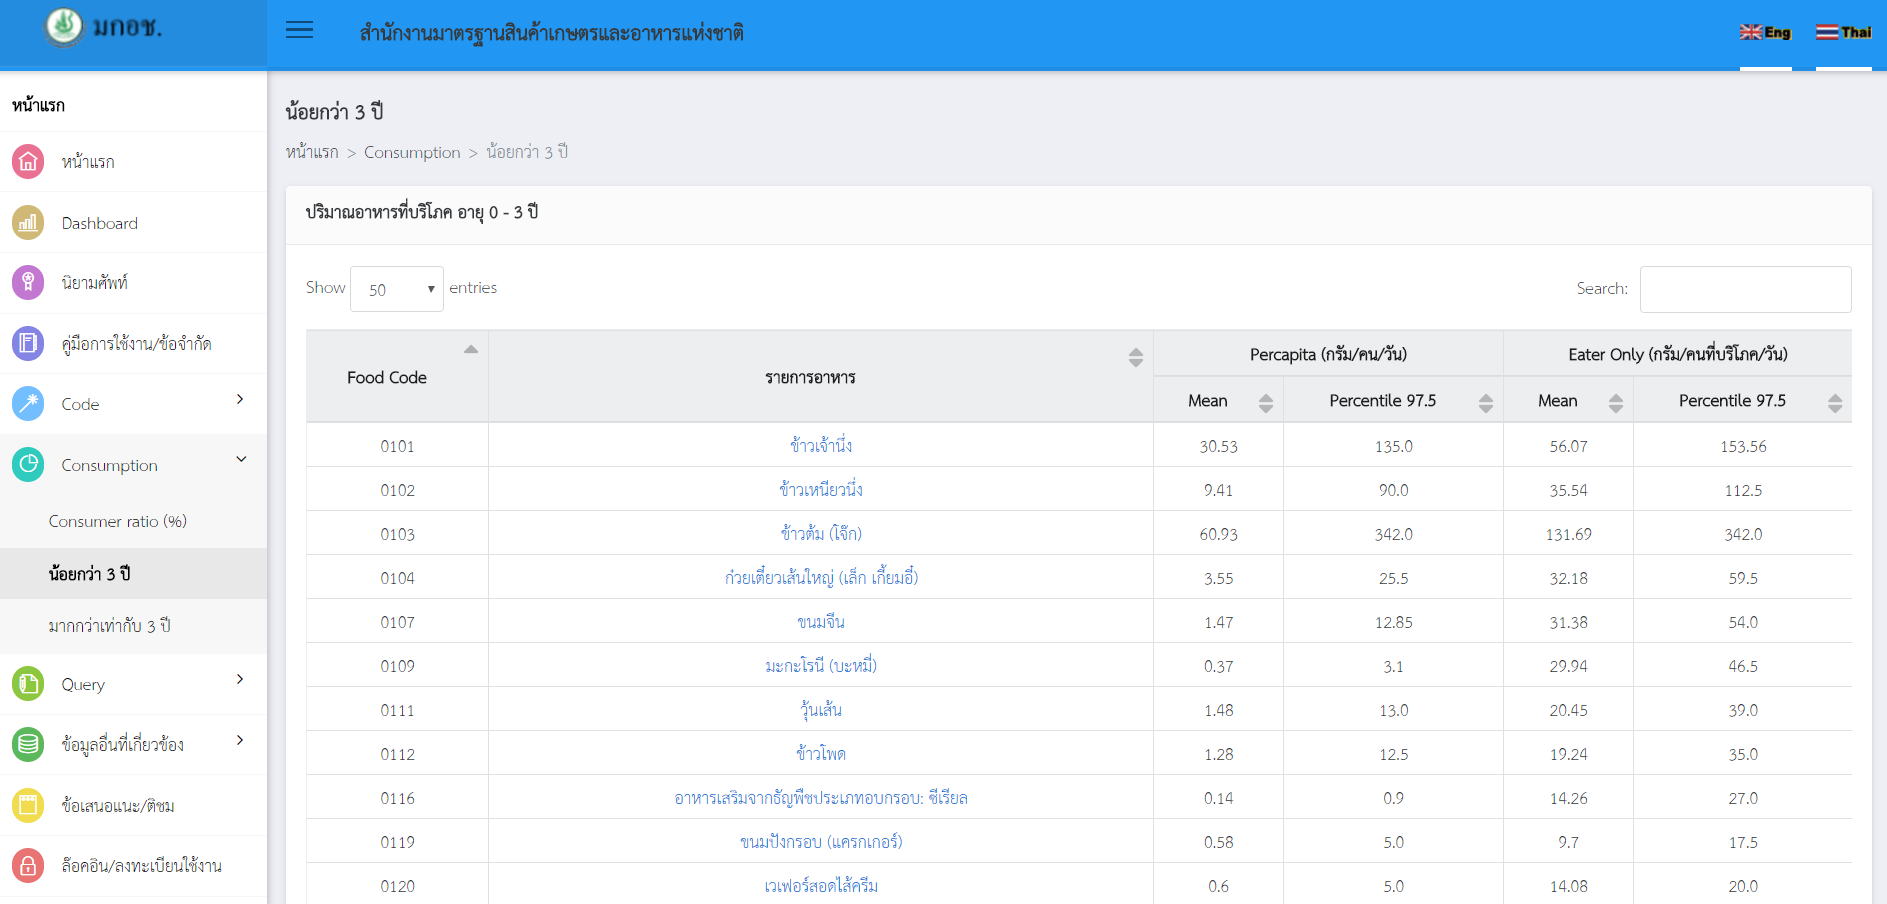 มกอช.
สำนักงานมาตรฐานสินค้าเกษตรและอาหารแห่งชาติ
Eng
Thai
หน้าแรก
หน้าแรก
Dashboard
นิยามศัพท์
คู่มือการใช้งาน/ข้อจำกัด
Code
Consumption
Consumer ratio (%)
น้อยกว่า 3 ปี
มากกว่าเท่ากับ 3 ปี
Query
ข้อมูลอื่นที่เกี่ยวข้อง
ข้อเสนอแนะ/ติชม
ล๊อคอิน/ลงทะเบียนใช้งาน
น้อยกว่า 3 ปี
หน้าแรก > Consumption > น้อยกว่า 3 ปี
ปริมาณอาหารที่บริโภค อายุ 0 - 3 ปี
Show 50 entries
Search:
Food Code รายการอาหาร Percapita (กรัม/คน/วัน) Eater Only (กรัม/คนที่บริโภค/วัน)
Mean Percentile 97.5 Mean Percentile 97.5
0101 ข้าวเจ้านึ่ง 30.53 135.0 56.07 153.56
0102 ข้าวเหนียวนึ่ง 9.41 90.0 35.54 112.5
0103 ข้าวต้ม (โจ๊ก) 60.93 342.0 131.69 342.0
0104 ก๋วยเตี๋ยวเส้นใหญ่ (เล็ก เกี้ยมอี๋) 3.55 25.5 32.18 59.5
0107 ขนมจีน 1.47 12.85 31.38 54.0
0109 มะกะโรนี (บะหมี่) 0.37 3.1 29.94 46.5
0111 วุ้นเส้น 1.48 13.0 20.45 39.0
0112 ข้าวโพด 1.28 12.5 19.24 35.0
0116 อาหารเสริมจากธัญพืชประเภทอบกรอบ: ซีเรียล 0.14 0.9 14.26 27.0
0119 ขนมปังกรอบ (แครกเกอร์) 0.58 5.0 9.7 17.5
0120 เวเฟอร์สอดไส้ครีม 0.6 5.0 14.08 20.0